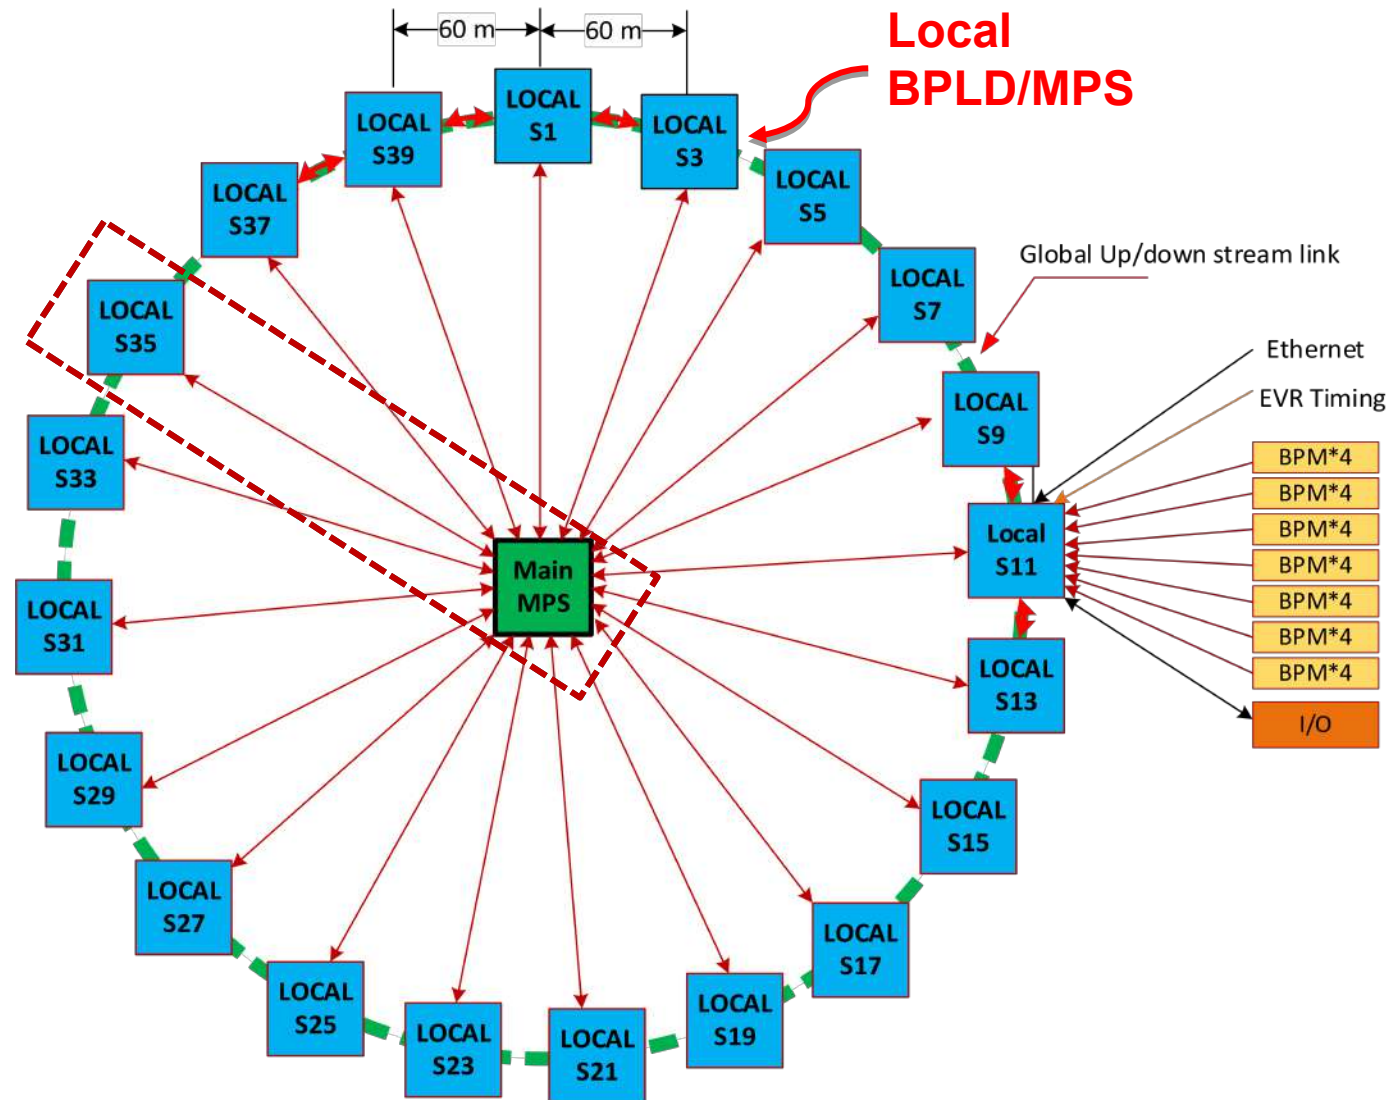 60 m
60 m
Local
BPLD/MPS
LOCAL
S1
LOCAL
S3
LOCAL
S5
LOCAL
S7
LOCAL
S9
Local
S11
LOCAL
S13
LOCAL
S15
LOCAL
S17
LOCAL
S19
LOCAL
S21
LOCAL
S23
LOCAL
S25
LOCAL
S27
LOCAL
S29
LOCAL
S31
LOCAL
S33
LOCAL
S35
LOCAL
S37
LOCAL
S39
Main
MPS
Global Up/down stream link
Ethernet
EVR Timing
BPM*4
BPM*4
BPM*4
BPM*4
BPM*4
BPM*4
BPM*4
I/O